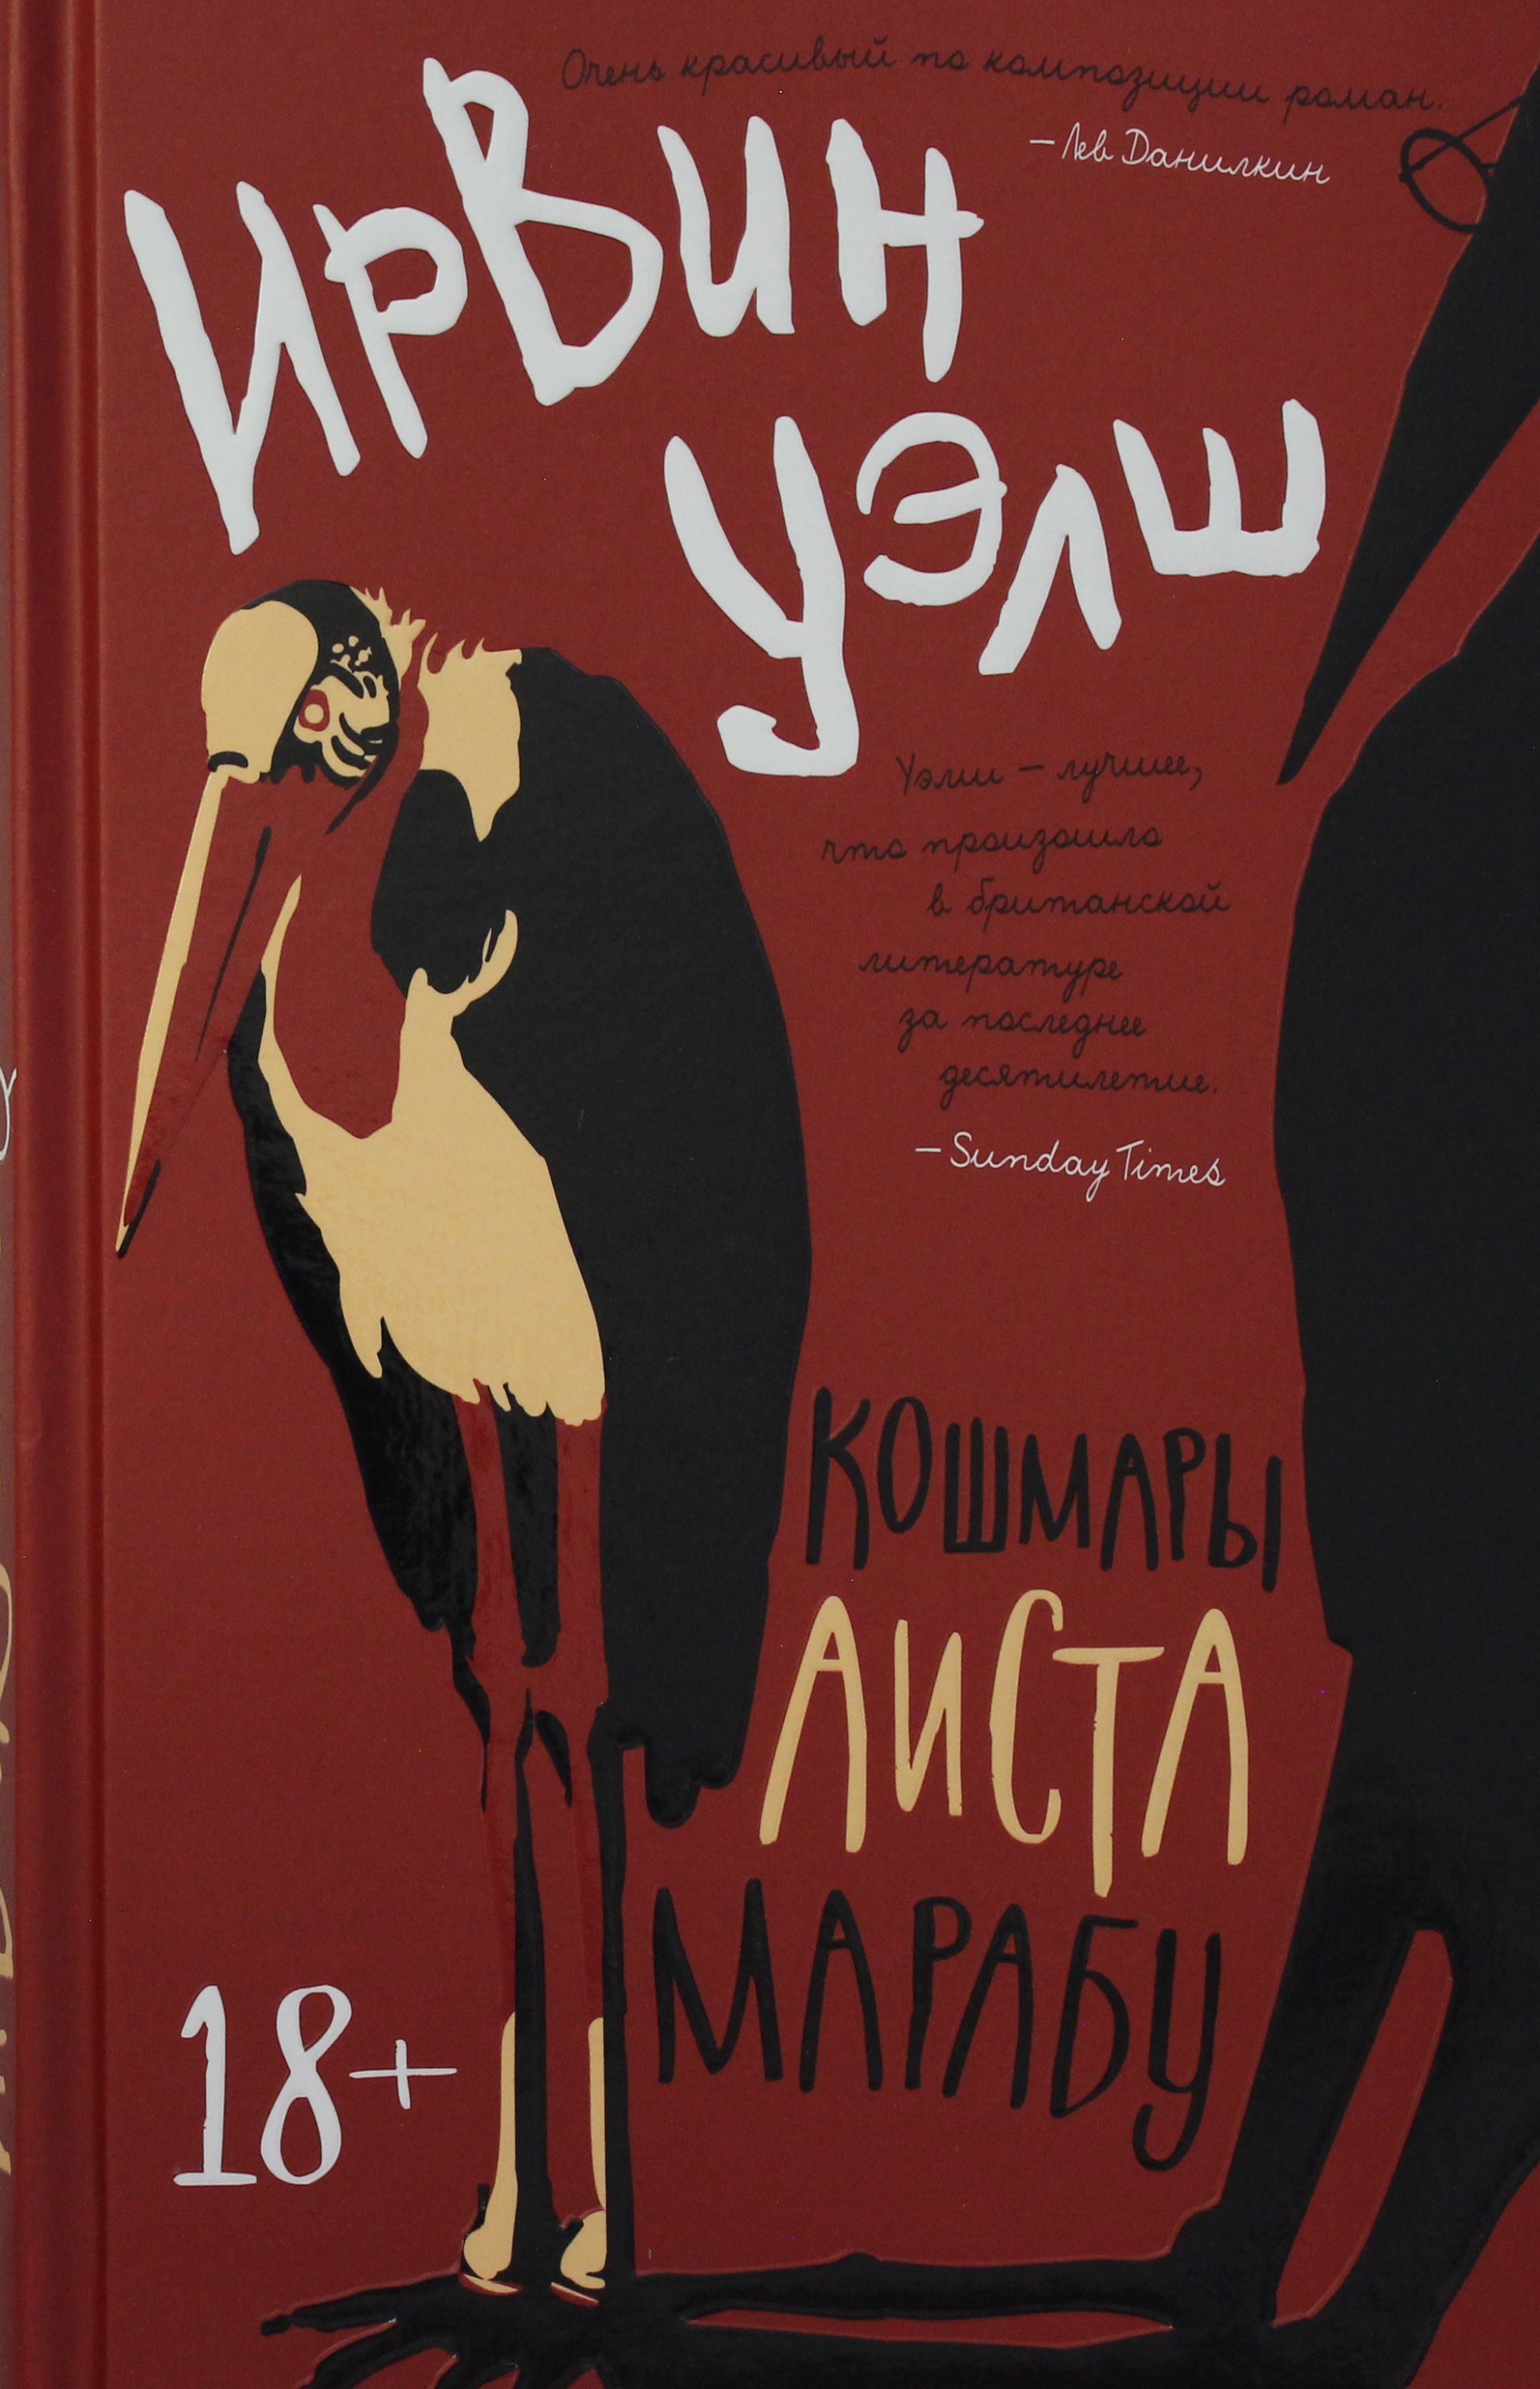 Очень красивый по композиции роман.
– Лев Данилкин
ИРВИН
УЭЛШ
Уэлш – лучшее,
что произошло
в британской
литературе
за последнее
десятилетие.
– Sunday Times
КОШМАРЫ
АИСТА
МАРАБУ
18+